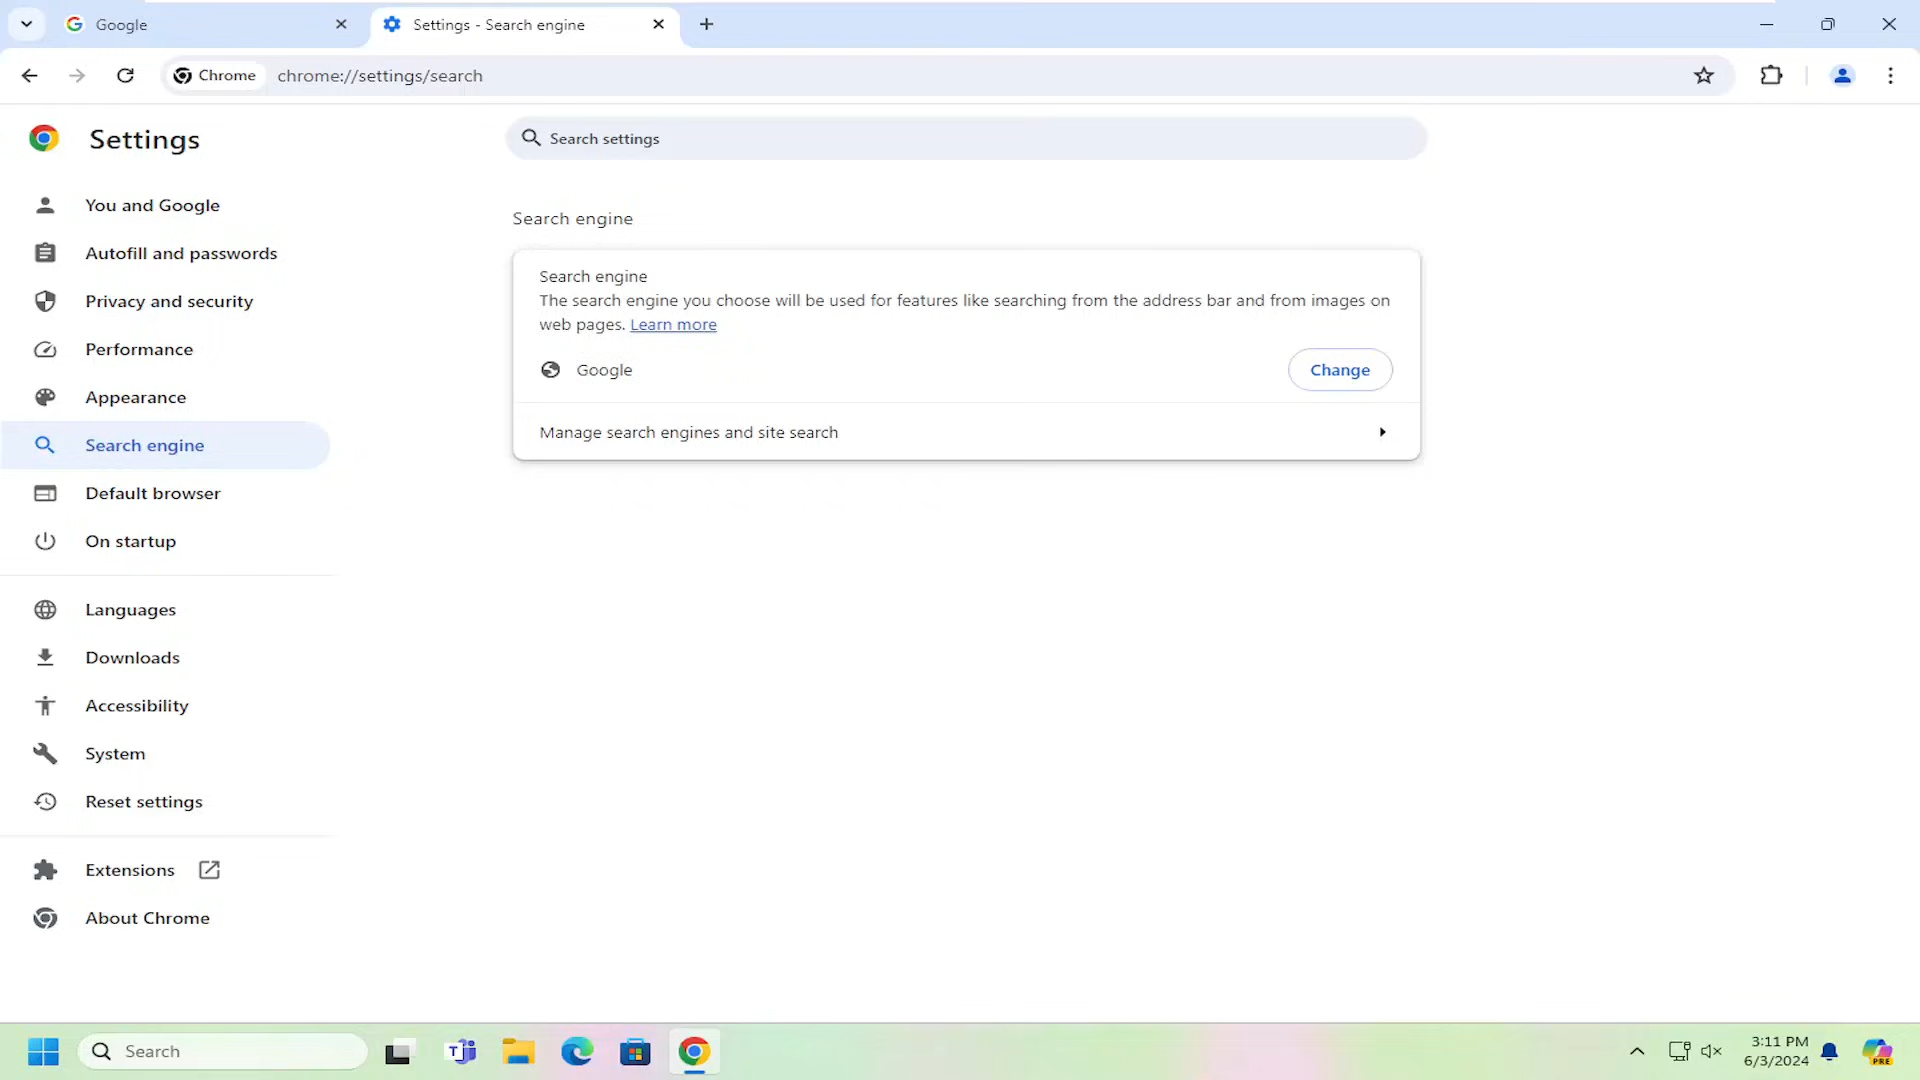 Google
Settings - Search engine
Chrome
chrome://settings/search
Settings
Search settings
You and Google
Autofill and passwords
Privacy and security
Performance
Appearance
Search engine
Default browser
On startup
Languages
Downloads
Accessibility
System
Reset settings
Extensions
About Chrome
Search engine
Search engine
The search engine you choose will be used for features like searching from the address bar and from images on
web pages. Learn more
Google
Change
Manage search engines and site search
Search
3:11 PM
6/3/2024
PRE